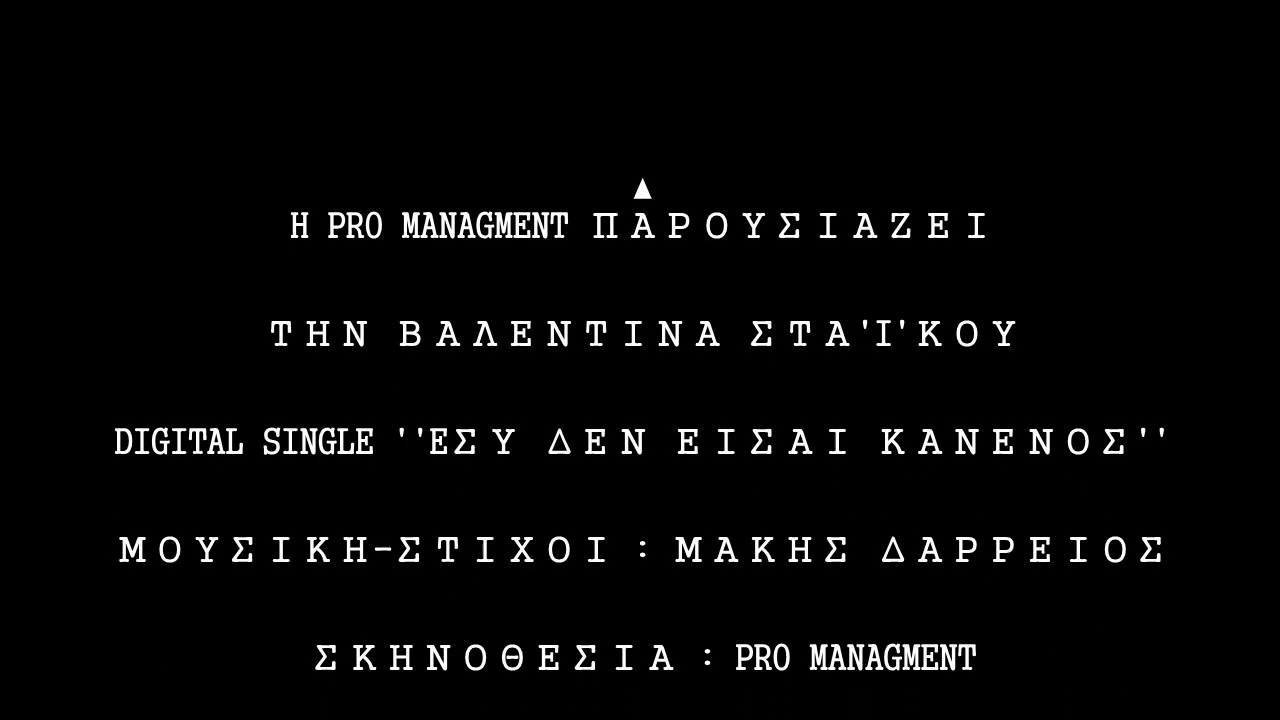 Η PRO MANAGMENT ΠΑΡΟΥΣΙΑΖΕΙ
ΤΗΝ ΒΑΛΕΝΤΙΝΑ ΣΤΑ'Ι'ΚΟΥ
DIGITAL SINGLE ''ΕΣΥ ΔΕΝ ΕΙΣΑΙ ΚΑΝΕΝΟΣ''
ΜΟΥΣΙΚΗ-ΣΤΙΧΟΙ : ΜΑΚΗΣ ΔΑΡΡΕΙΟΣ
ΣΚΗΝΟΘΕΣΙΑ : PRO MANAGMENT